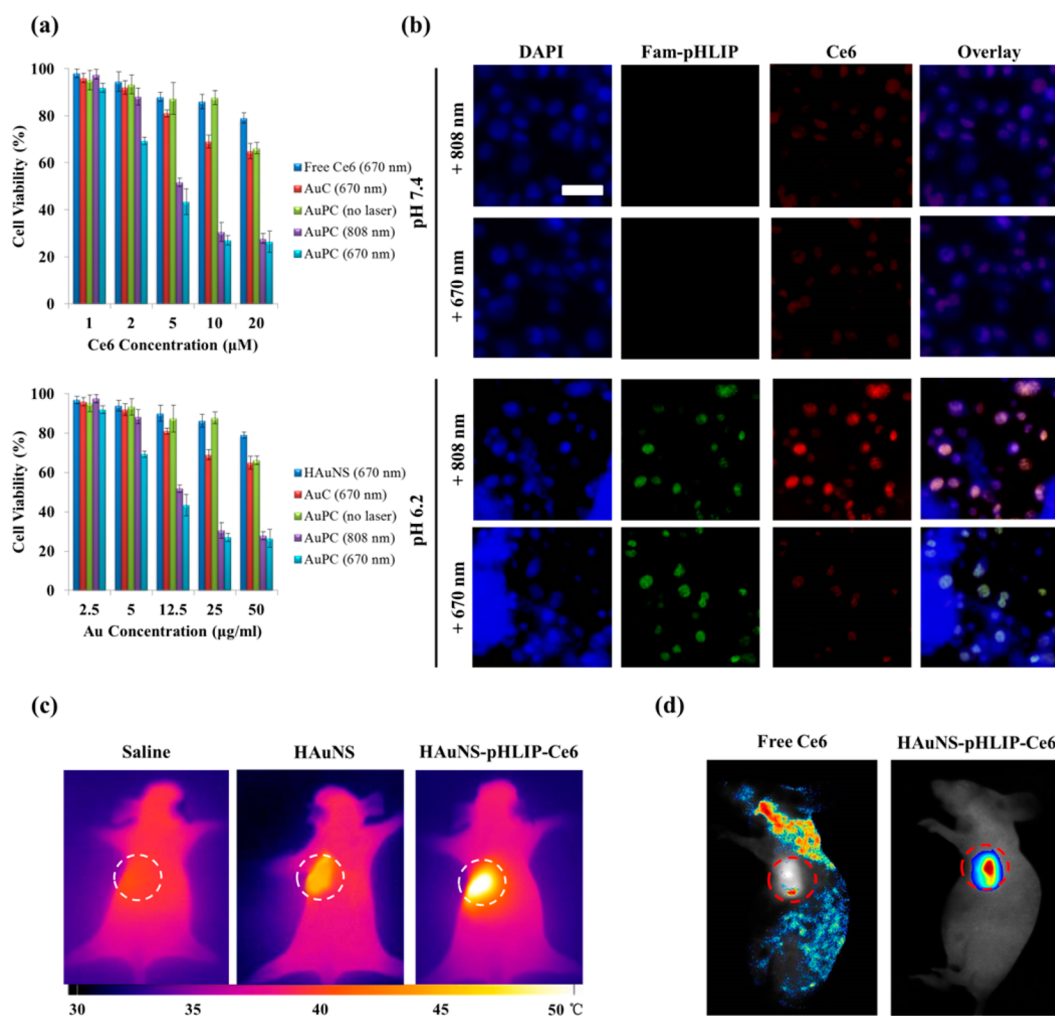 (a)
100
80
60
40
20
0
Cell Viability (%)
1 2 5 10 20
Ce6 Concentration (µM)
Free Ce6 (670 nm)
AuC (670 nm)
AuPC (no laser)
AuPC (808 nm)
AuPC (670 nm)
100
80
60
40
20
0
Cell Viability (%)
2.5 5 12.5 25 50
Au Concentration (µg/ml)
HAuNS (670 nm)
AuC (670 nm)
AuPC (no laser)
AuPC (808 nm)
AuPC (670 nm)
(b)
DAPI Fam-pHLIP Ce6 Overlay
pH 7.4
+ 808 nm
+ 670 nm
pH 6.2
+ 808 nm
+ 670 nm
(c)
Saline HAuNS HAuNS-pHLIP-Ce6
30 35 40 45 50 ℃
(d)
Free Ce6 HAuNS-pHLIP-Ce6